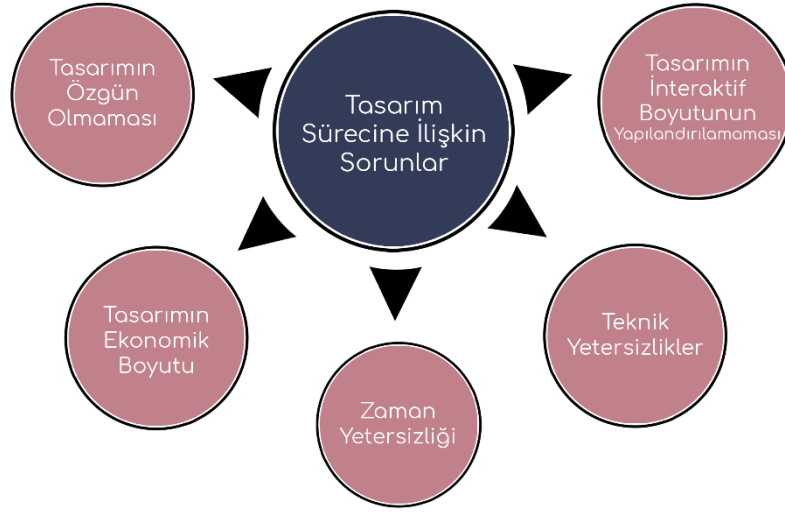 Tasarımın
Özgün
Olmaması
Tasarım
Sürecine İlişkin
Sorunlar
Tasarımın
İnteraktif
Boyutunun
Yapılandırılamaması
Tasarımın
Ekonomik
Boyutu
Zaman
Yetersizliği
Teknik
Yetersizlikler